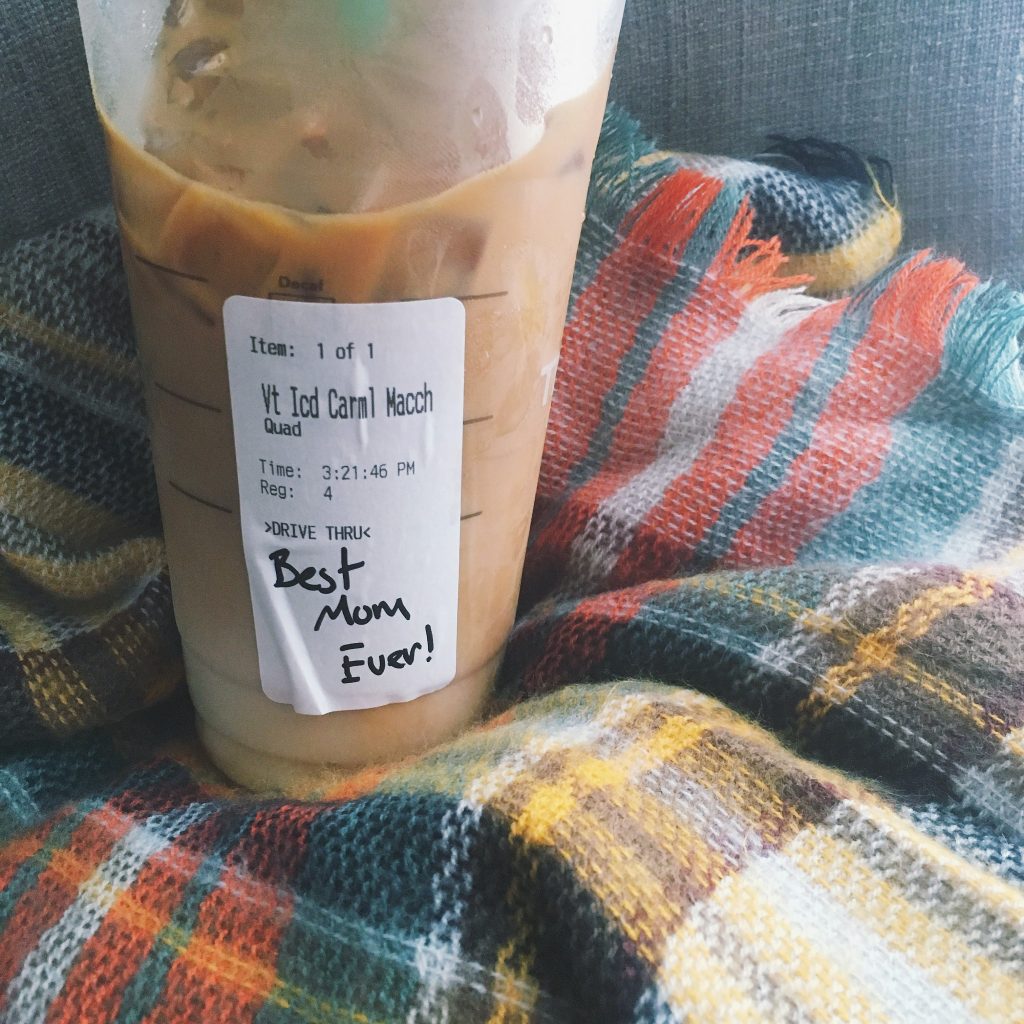 Decaf
Item: 1 of 1
Vt Icd Carml Macch
Quad
Time: 3:21:46 PM
Reg: 4
>DRIVE THRU<
Best
Mom
Ever!